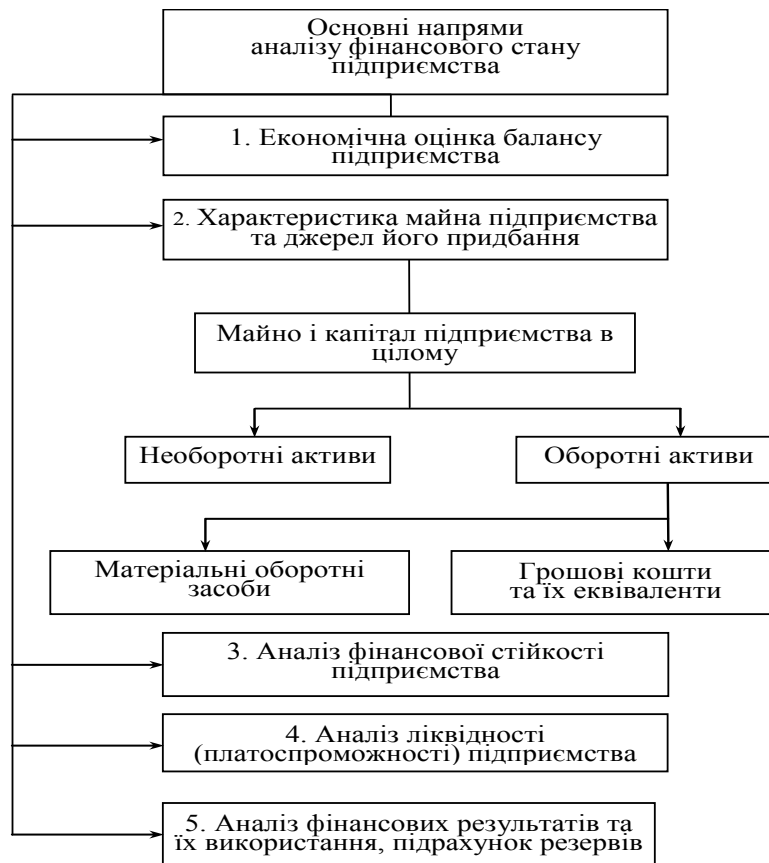 Основні напрями
аналізу фінансового стану
підприємства
1. Економічна оцінка балансу
підприємства
2. Характеристика майна підприємства
та джерел його придбання
Майно і капітал підприємства в
цілому
Необоротні активи
Оборотні активи
Матеріальні оборотні
засоби
Грошові кошти
та їх еквіваленти
3. Аналіз фінансової стійкості
підприємства
4. Аналіз ліквідності
(платоспроможності) підприємства
5. Аналіз фінансових результатів та
їх використання, підрахунок резервів